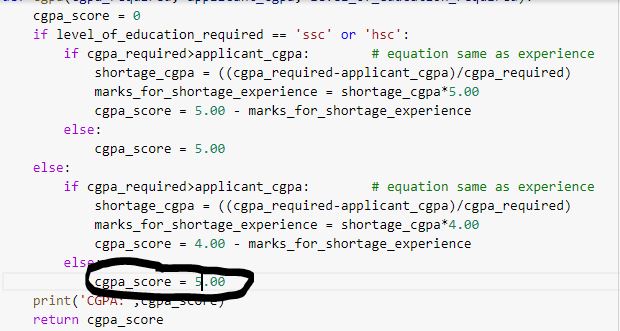 cgpa_score = 0
if level_of_education_required == 'ssc' or 'hsc':
if cgpa_required>applicant_cgpa: # equation same as experience
shortage_cgpa = ((cgpa_required-applicant_cgpa)/cgpa_required)
marks_for_shortage_experience = shortage_cgpa*5.00
cgpa_score = 5.00 - marks_for_shortage_experience
else:
cgpa_score = 5.00
else:
if cgpa_required>applicant_cgpa: # equation same as experience
shortage_cgpa = ((cgpa_required-applicant_cgpa)/cgpa_required)
marks_for_shortage_experience = shortage_cgpa*4.00
cgpa_score = 4.00 - marks_for_shortage_experience
else
cgpa_score = 5.00
print('CGPA: ',cgpa_score)
return cgpa_score